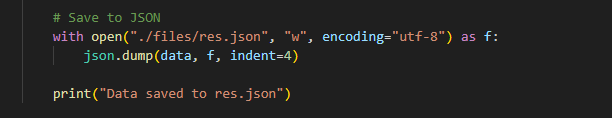 # Save to JSON
with open("./files/res.json", "w", encoding="utf-8") as f:
    json.dump(data, f, indent=4)
print("Data saved to res.json")